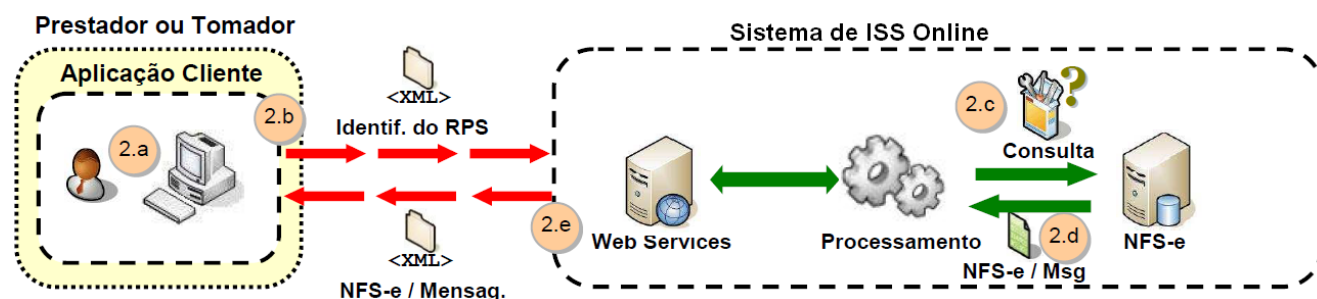 Prestador ou Tomador
Sistema de ISS Online
Aplicação Cliente
2.a
2.b
<XML>
Identif. do RPS
2.c
?
Consulta
2.e
Web Services
Processamento
2.d
NFS-e
NFS-e / Msg
<XML>
NFS-e / Mensag.